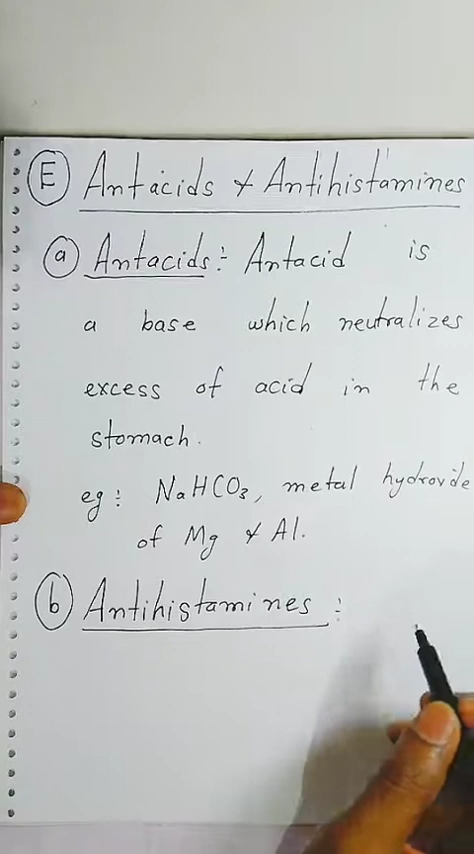 Ⓔ Antacids & Antihistamines
ⓐ Antacids :- Antacid is
a base which neutralizes
excess of acid in the
stomach.
eg : NaHCO3, metal hydroxide
of Mg & Al.
ⓑ Antihistamines :